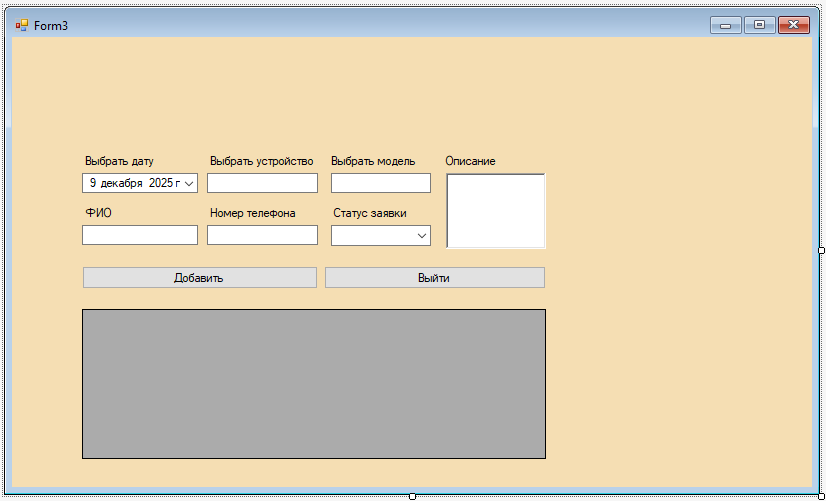 Form3
Выбрать дату
Выбрать устройство
Выбрать модель
Описание
9 декабря 2025 г
ФИО
Номер телефона
Статус заявки
Добавить
Выйти